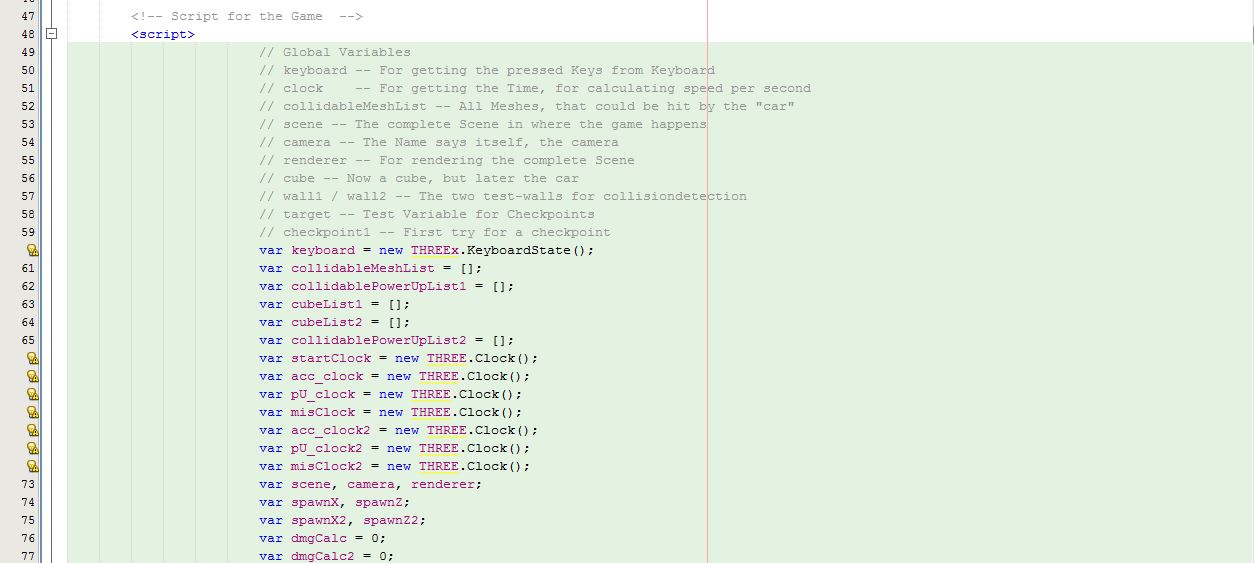 47 <!-- Script for the Game  -->
48 <script>
49 // Global Variables
50 // keyboard -- For getting the pressed Keys from Keyboard
51 // clock    -- For getting the Time, for calculating speed per second
52 // collidableMeshList -- All Meshes, that could be hit by the "car"
53 // scene -- The complete Scene in where the game happens
54 // camera -- The Name says itself, the camera
55 // renderer -- For rendering the complete Scene
56 // cube -- Now a cube, but later the car
57 // wall1 / wall2 -- The two test-walls for collisiondetection
58 // target -- Test Variable for Checkpoints
59 // checkpoint1 -- First try for a checkpoint
var keyboard = new THREEx.KeyboardState();
61 var collidableMeshList = [];
62 var collidablePowerUpList1 = [];
63 var cubeList1 = [];
64 var cubeList2 = [];
65 var collidablePowerUpList2 = [];
var startClock = new THREE.Clock();
var acc_clock = new THREE.Clock();
var pU_clock = new THREE.Clock();
var misClock = new THREE.Clock();
var acc_clock2 = new THREE.Clock();
var pU_clock2 = new THREE.Clock();
var misClock2 = new THREE.Clock();
73 var scene, camera, renderer;
74 var spawnX, spawnZ;
75 var spawnX2, spawnZ2;
76 var dmgCalc = 0;
77 var dmgCalc2 = 0;